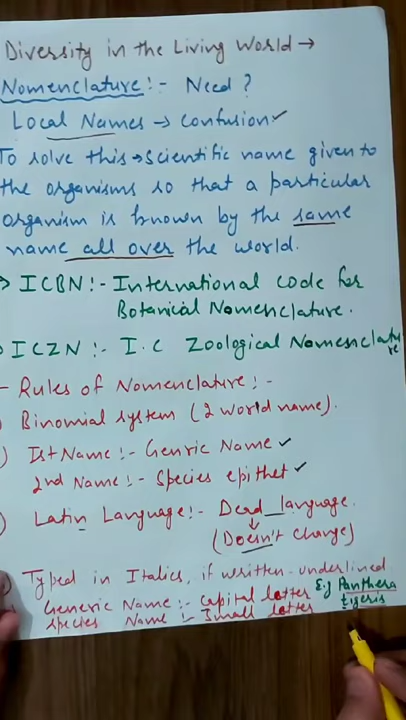 Diversity in the Living World →
Nomenclature :- Need ?
Local Names → Confusion ✓
To solve this → Scientific name given to
the organisms so that a particular
organism is known by the same
name all over the world.
> ICBN :- International code for
Botanical Nomenclature.
ICZN :- I.C Zoological Nomenclature
- Rules of Nomenclature :-
) Binomial system (2 world name).
) Ist Name :- Genric Name ✓
2nd Name :- Species epithet ✓
) Latin Language :- Dead language.
↓
(Doesn't change)
) Typed in Italics, if written - underlined
Generic Name :- Capital letter E.g Panthera
species Name :- Small letter tigeris